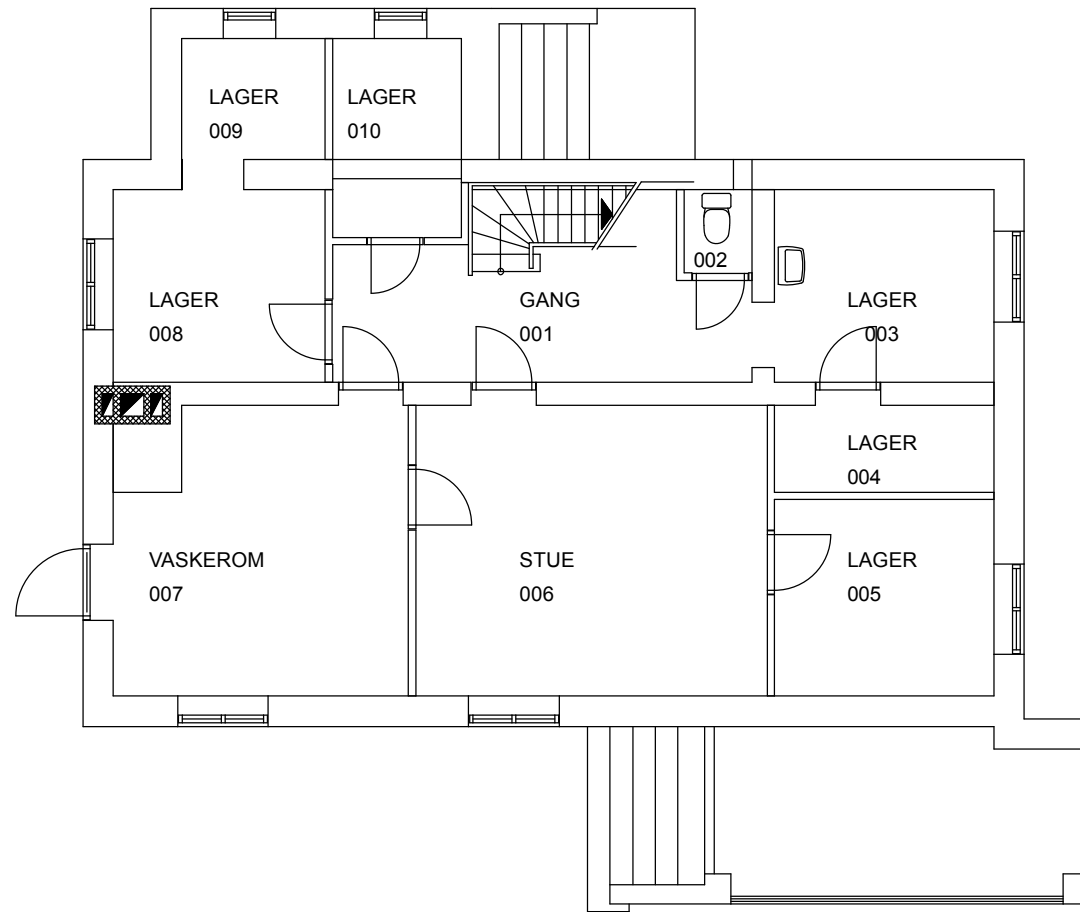 LAGER
009
LAGER
010
LAGER
008
GANG
001
002
LAGER
003
LAGER
004
VASKEROM
007
STUE
006
LAGER
005